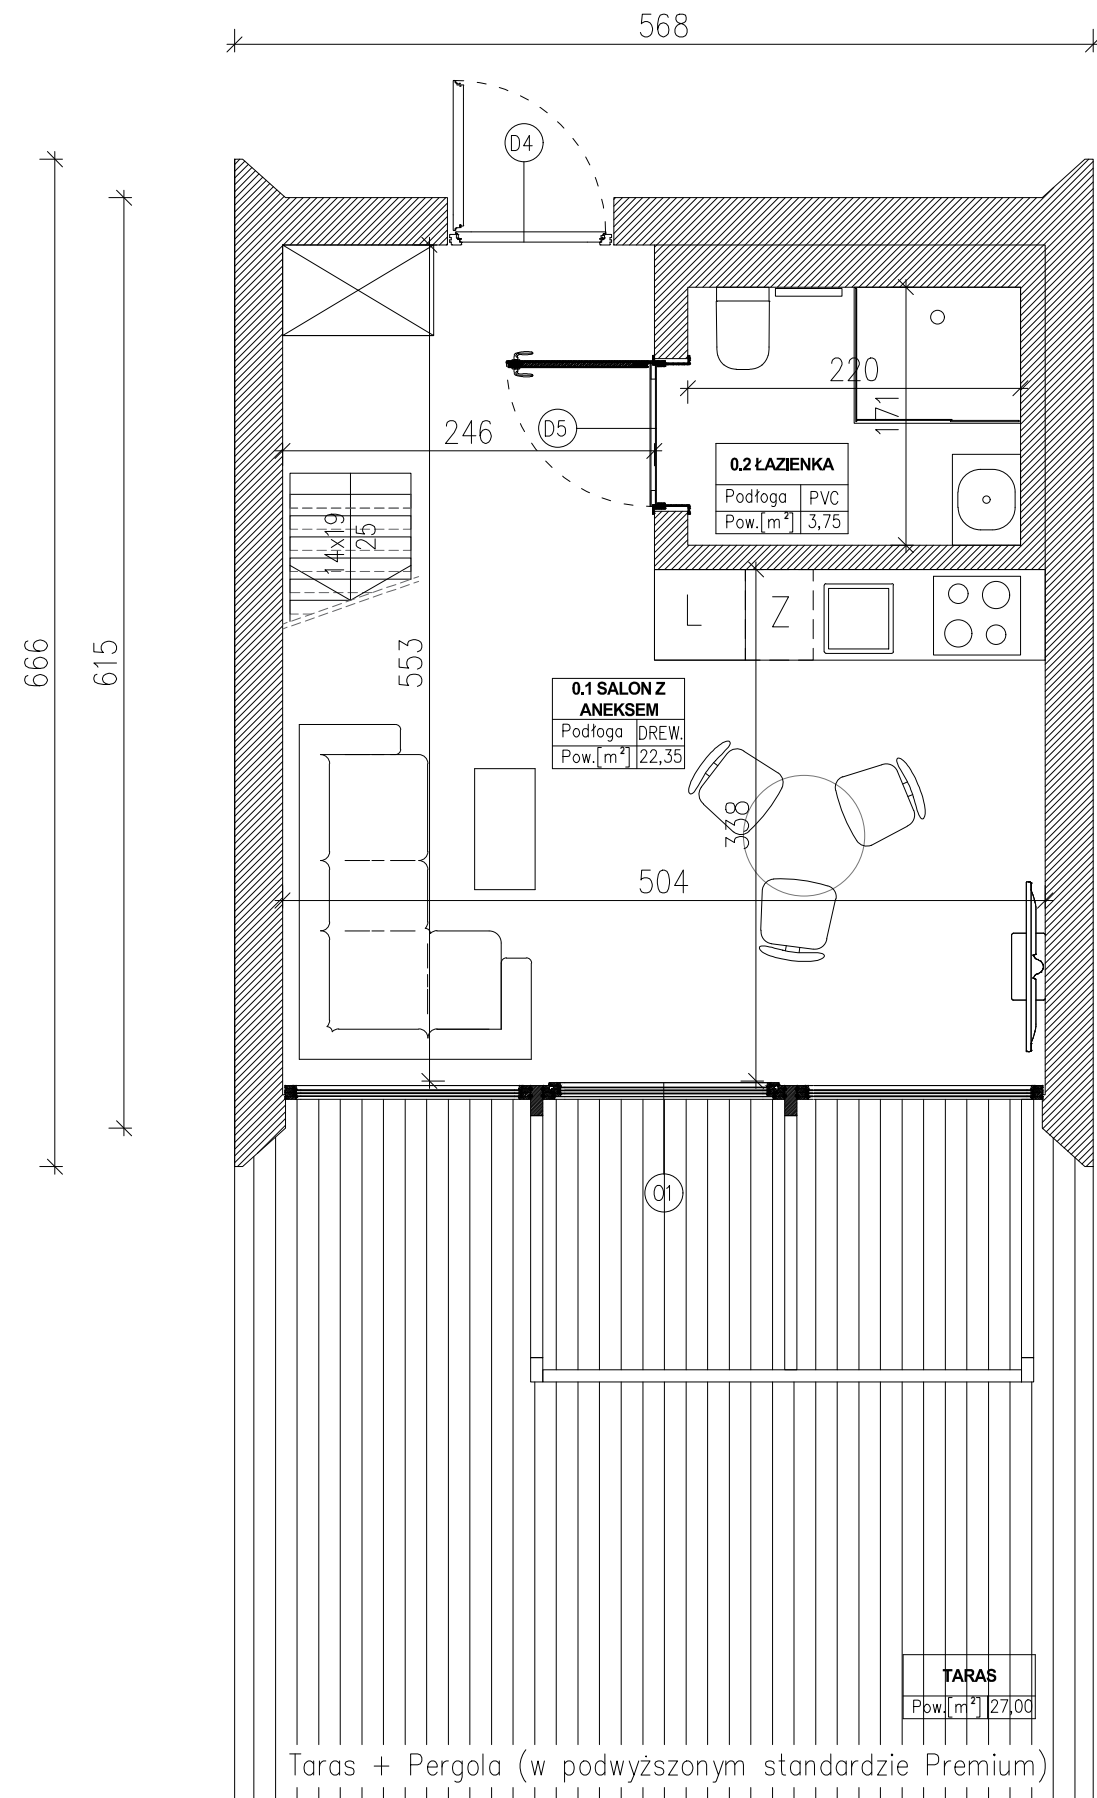 568
D4
666
615
220
171
246
D5
0.2 ŁAZIENKA
Podłoga PVC
Pow.[m²] 3,75
14x19
25
553
L
Z
0.1 SALON Z
ANEKSEM
Podłoga DREW.
Pow.[m²] 22,35
338
504
O1
TARAS
Pow.[m²] 27,00
Taras + Pergola (w podwyższonym standardzie Premium)